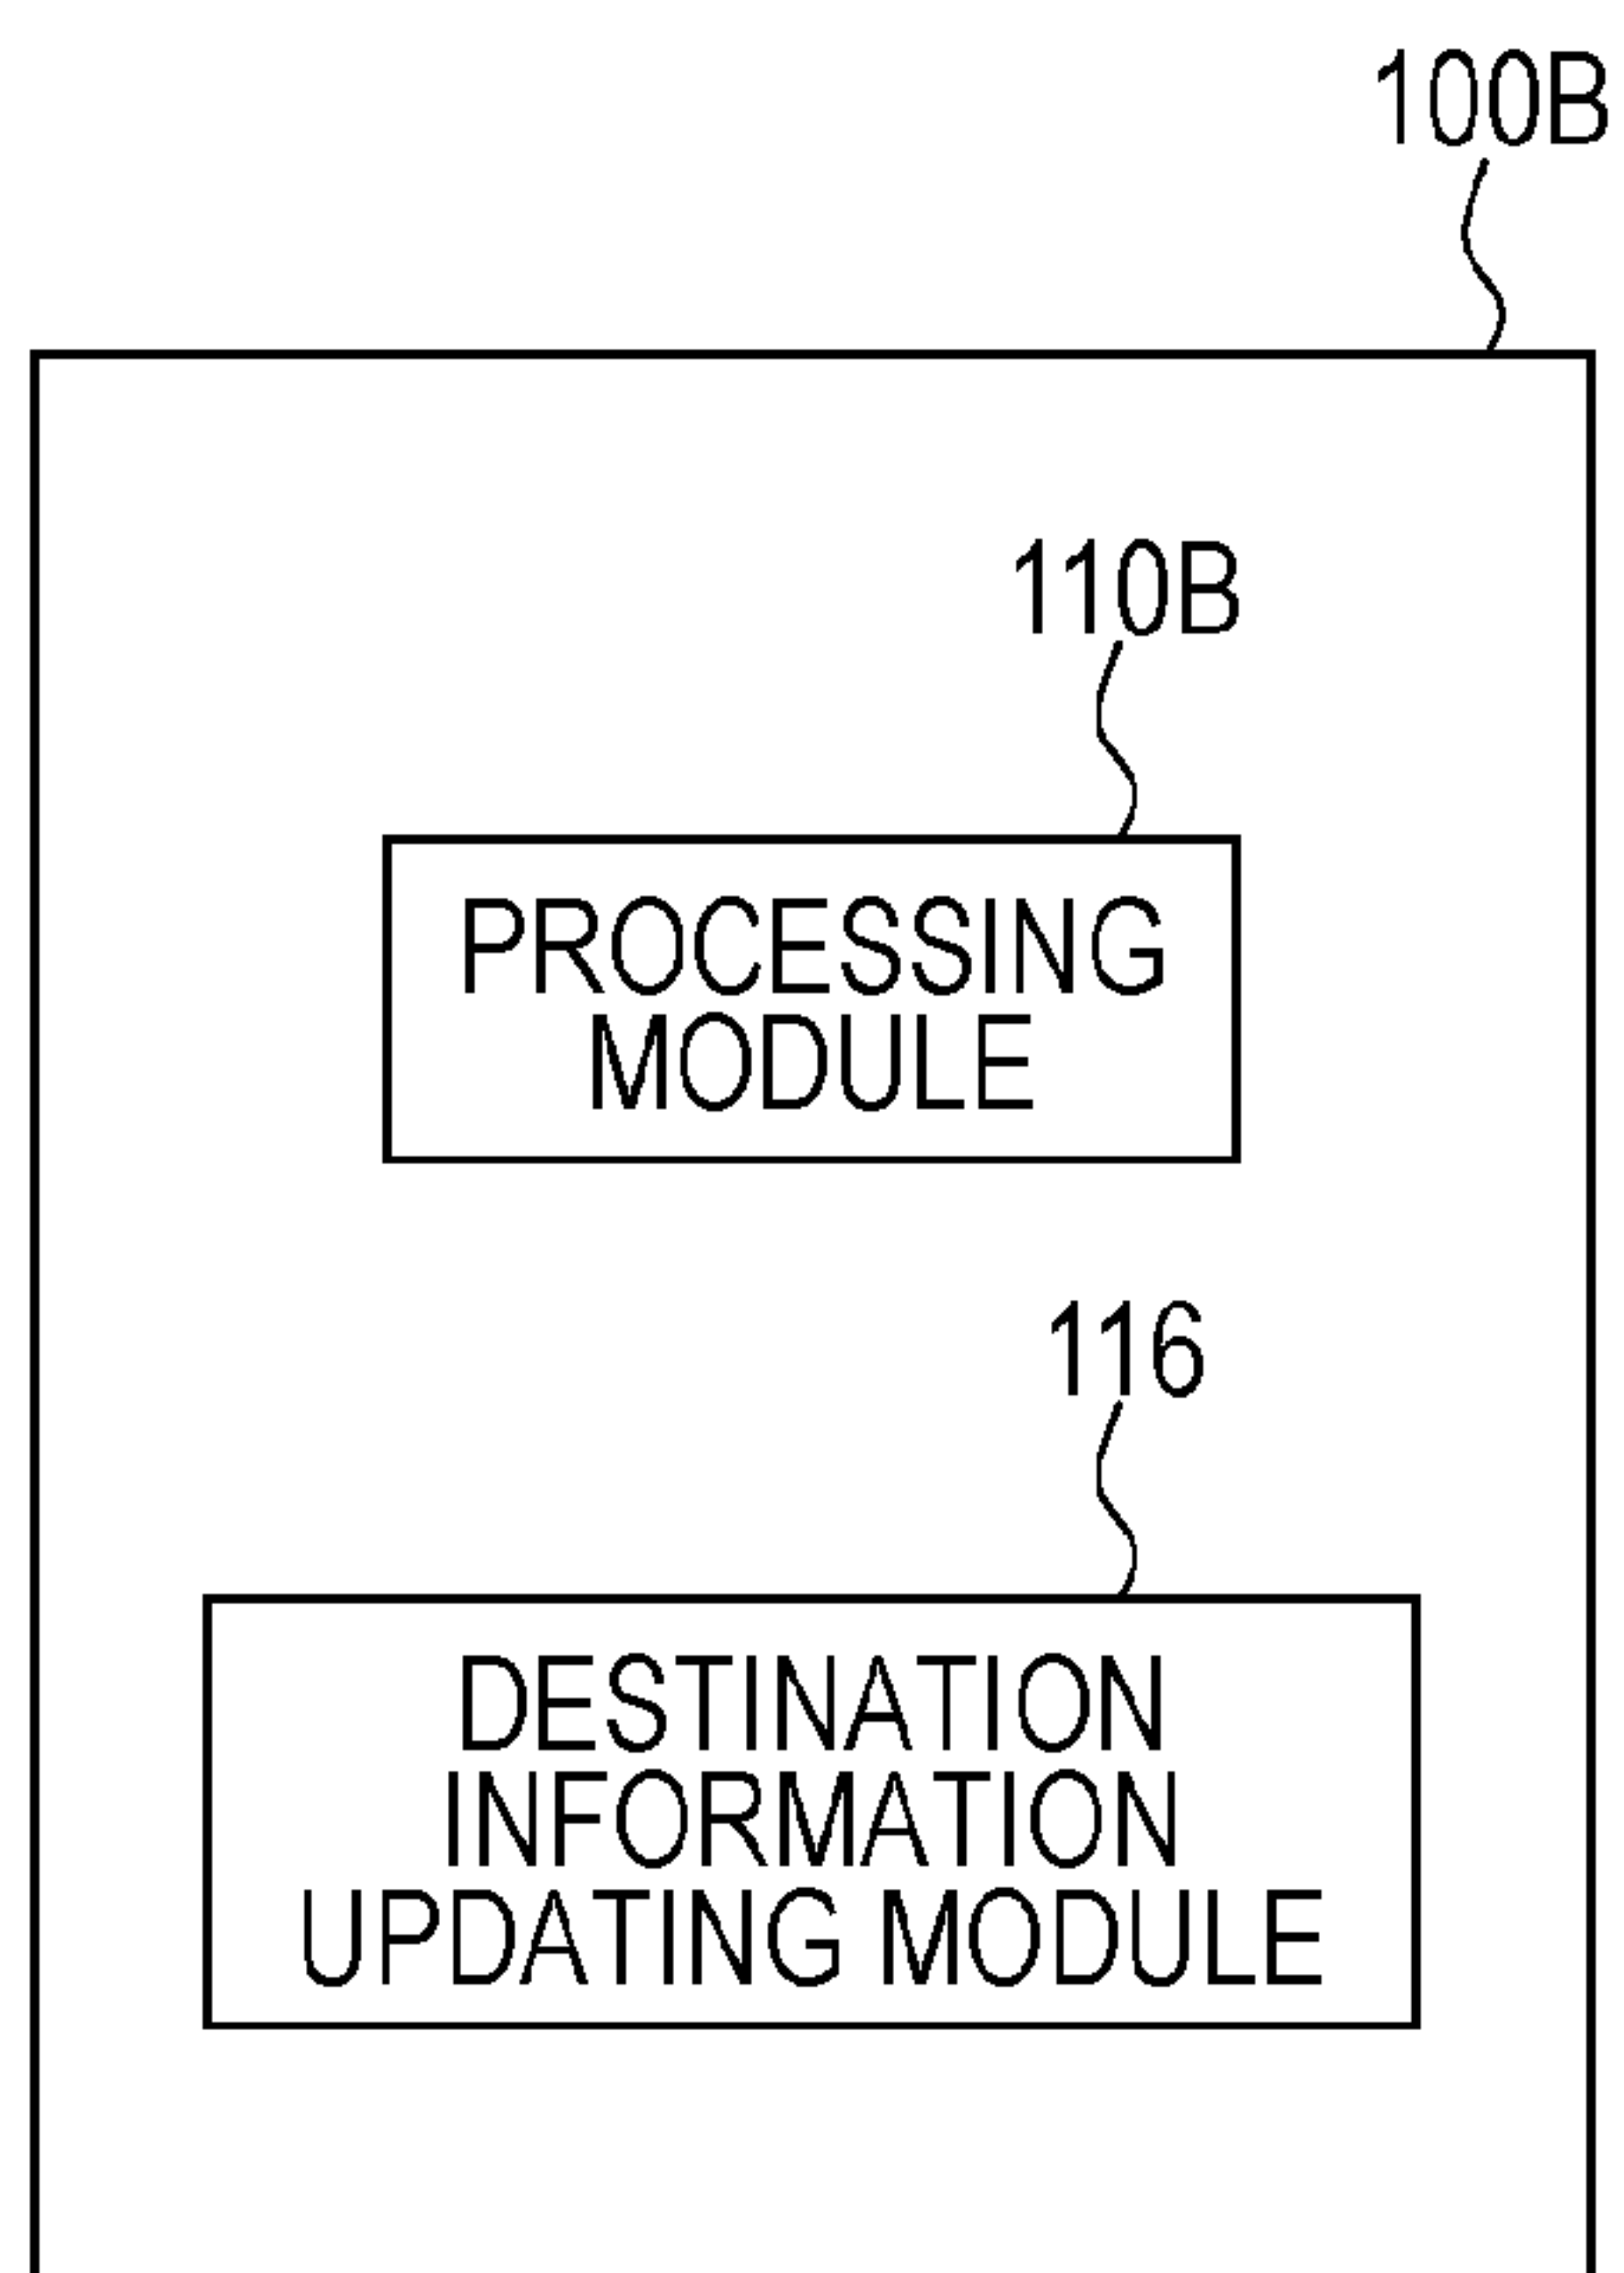 100B
110B
PROCESSING
MODULE
116
DESTINATION
INFORMATION
UPDATING MODULE